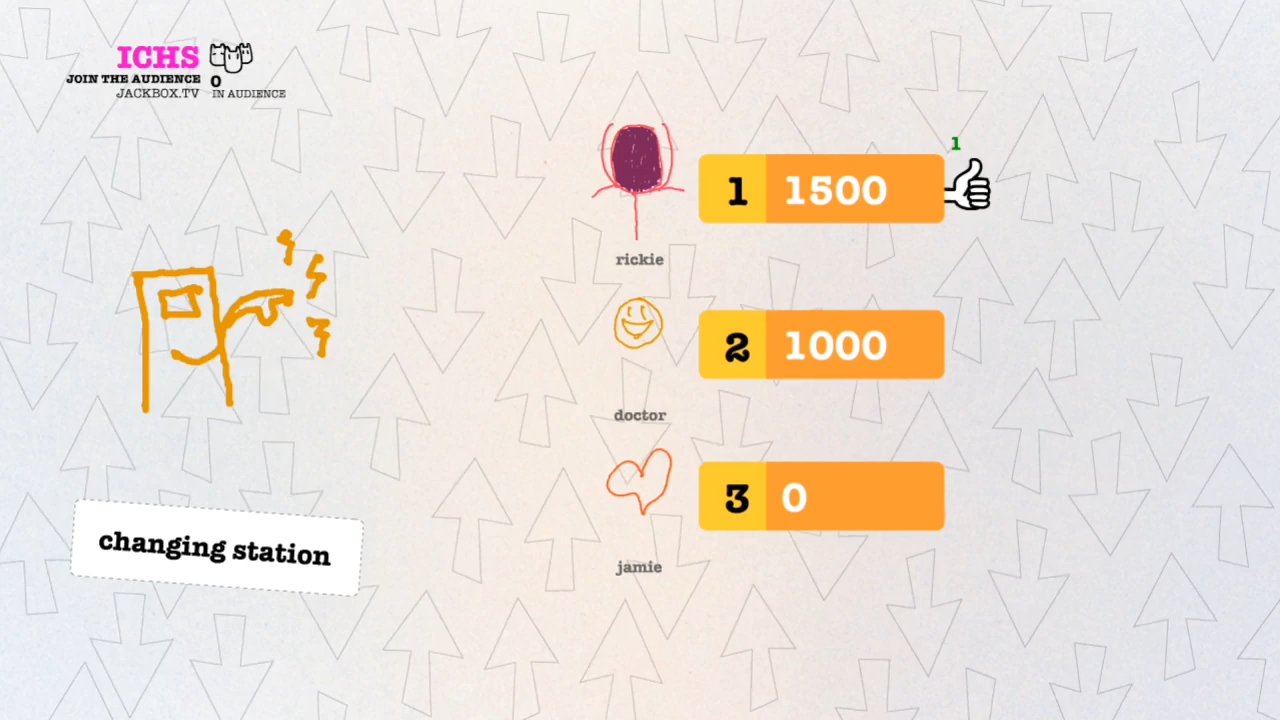 ICHS
JOIN THE AUDIENCE
JACKBOX.TV
0
IN AUDIENCE
1
1 1500
rickie
2 1000
doctor
3 0
jamie
changing station